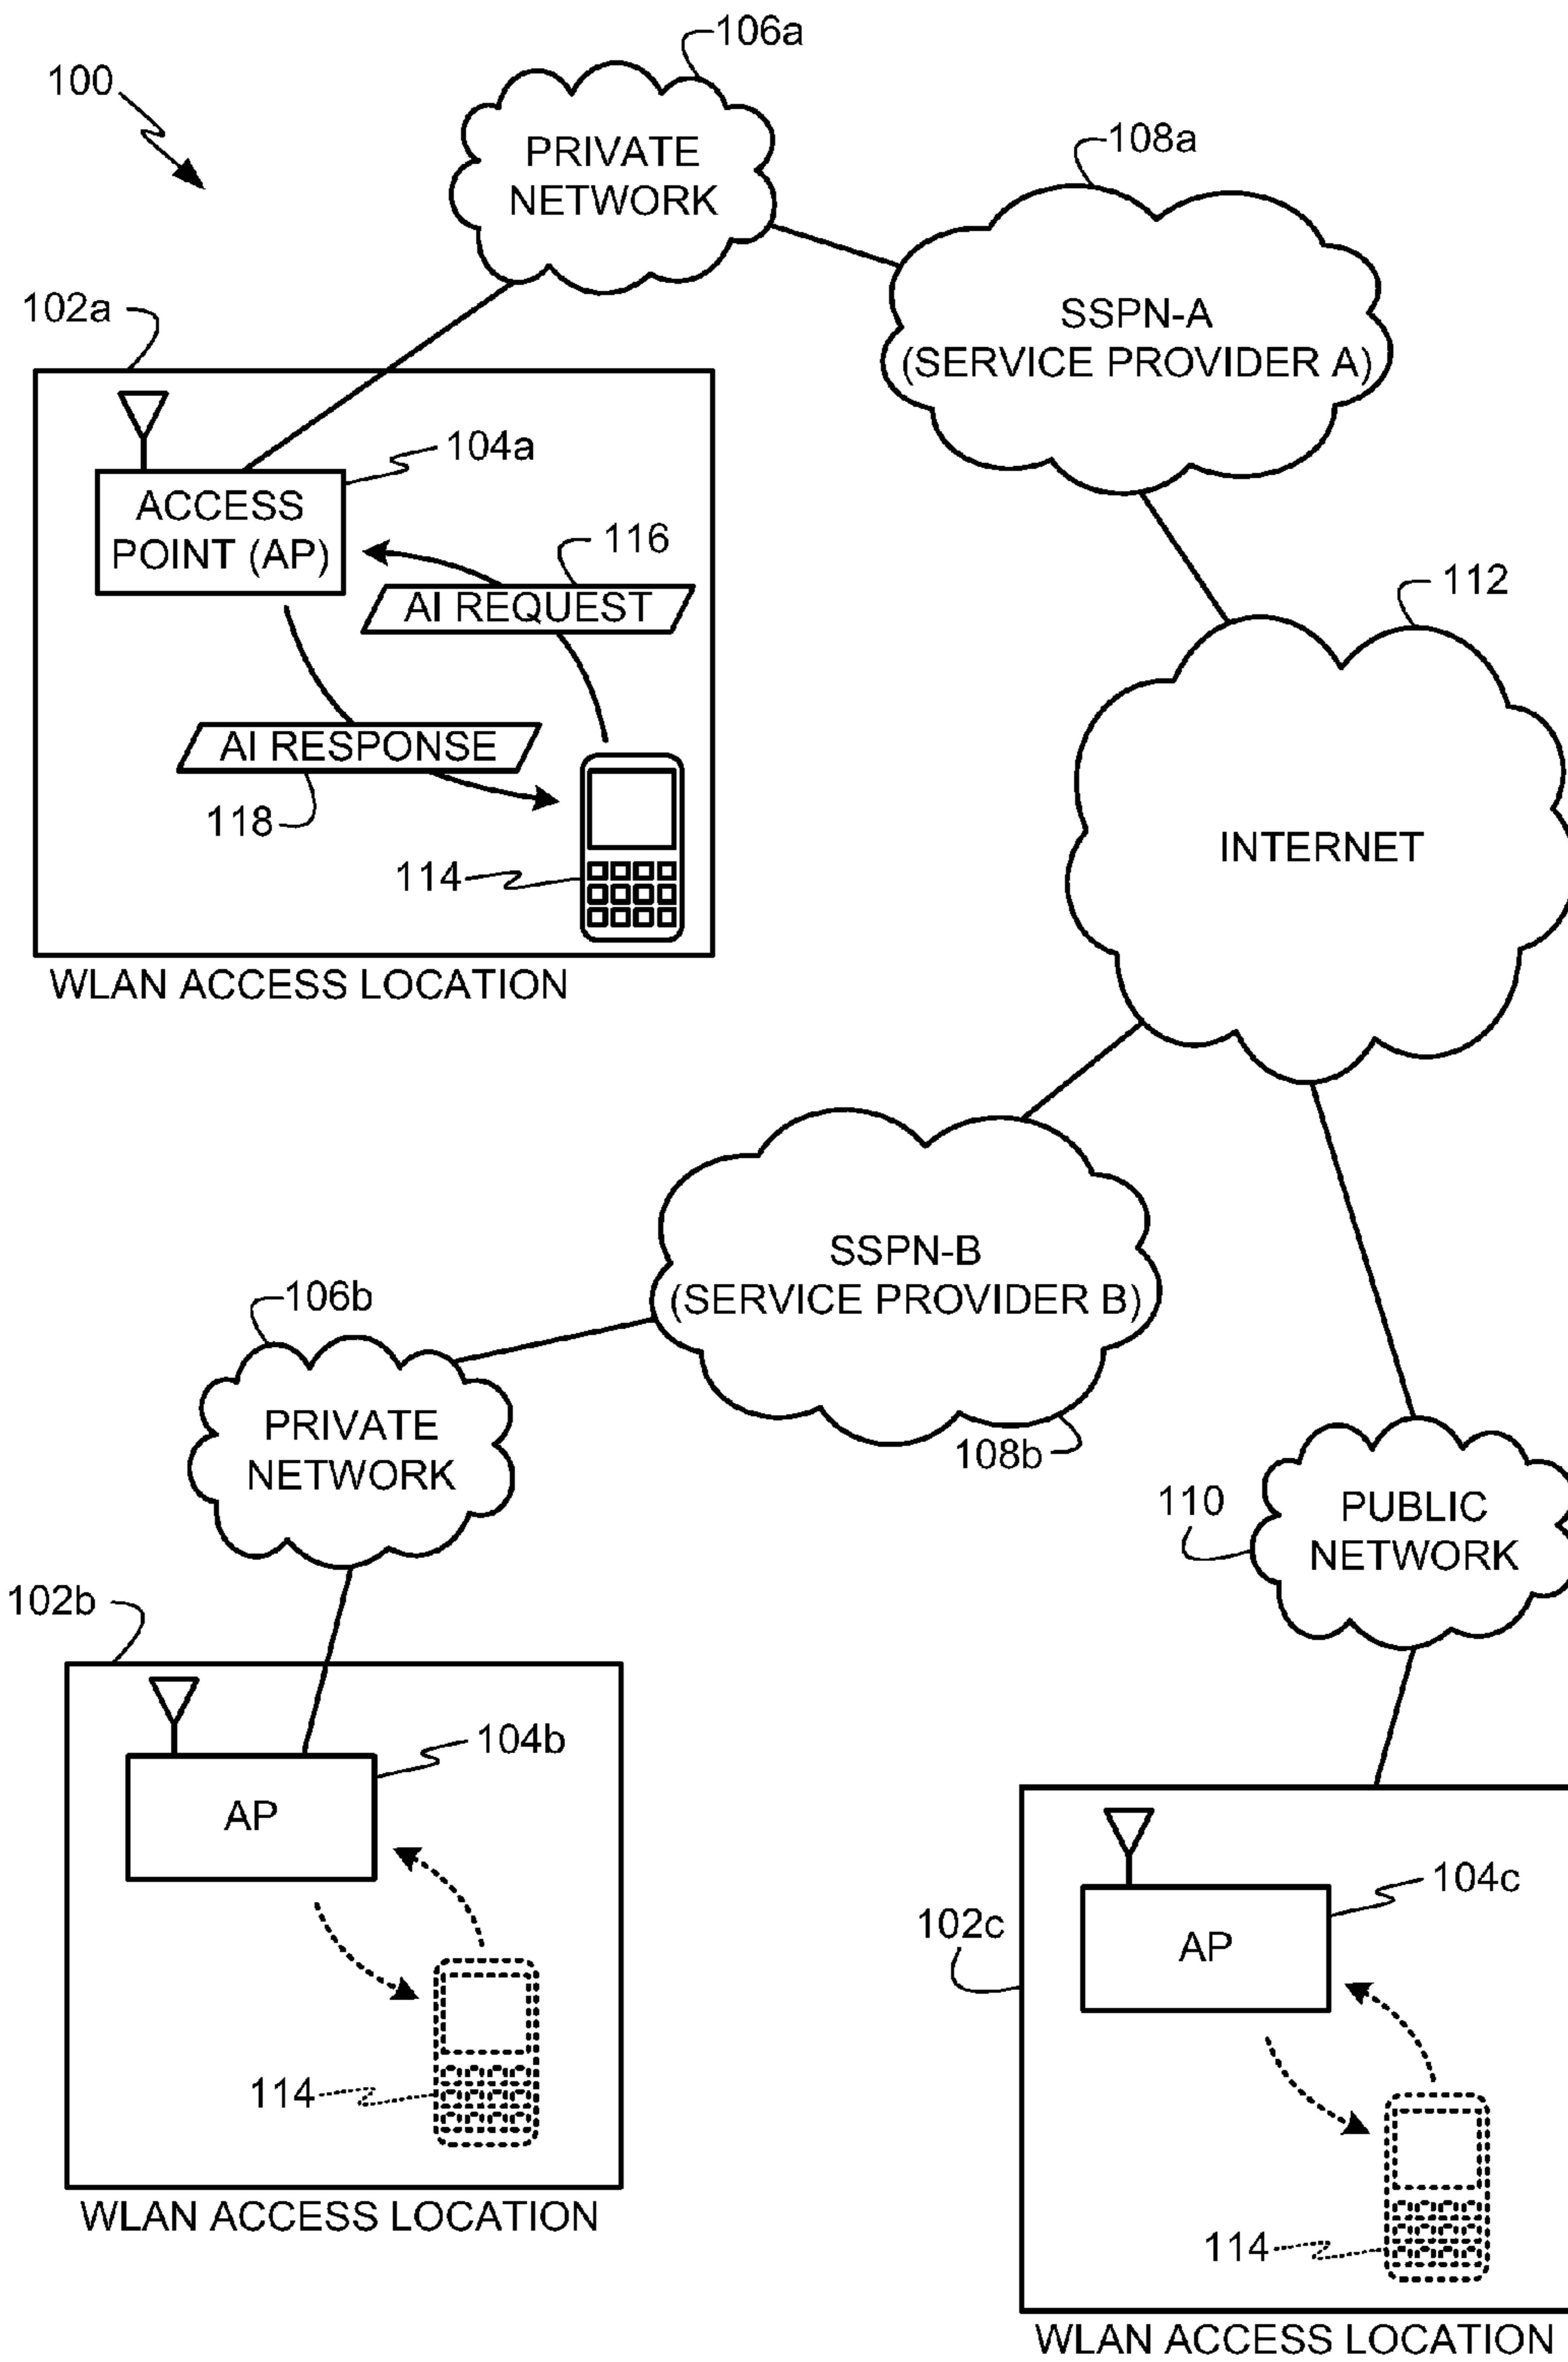 106a
100
PRIVATE
NETWORK
108a
SSPN-A
(SERVICE PROVIDER A)
102a
104a
ACCESS
POINT (AP)
116
AI REQUEST
112
AI RESPONSE
118
114
INTERNET
WLAN ACCESS LOCATION
SSPN-B
(SERVICE PROVIDER B)
106b
PRIVATE
NETWORK
108b
110
PUBLIC
NETWORK
102b
104b
AP
114
WLAN ACCESS LOCATION
102c
104c
AP
114
WLAN ACCESS LOCATION